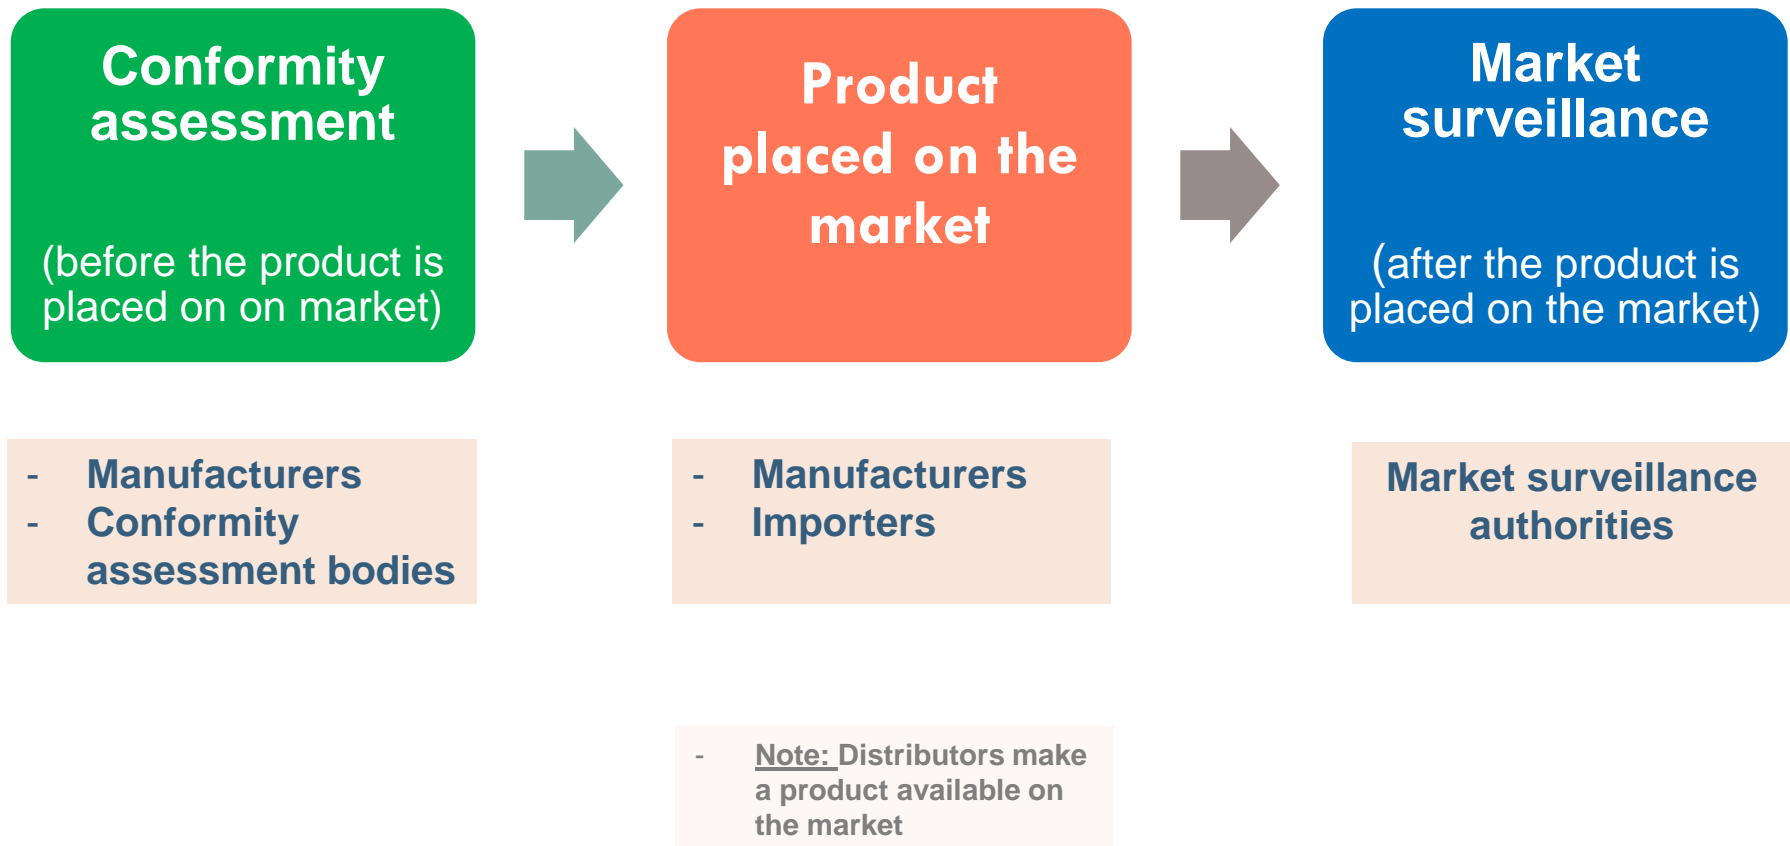 Conformity
assessment
(before the product is
placed on on market)
Product
placed on the
market
Market
surveillance
(after the product is
placed on the market)
- Manufacturers
- Conformity
assessment bodies
- Manufacturers
- Importers
Market surveillance
authorities
- Note: Distributors make
a product available on
the market